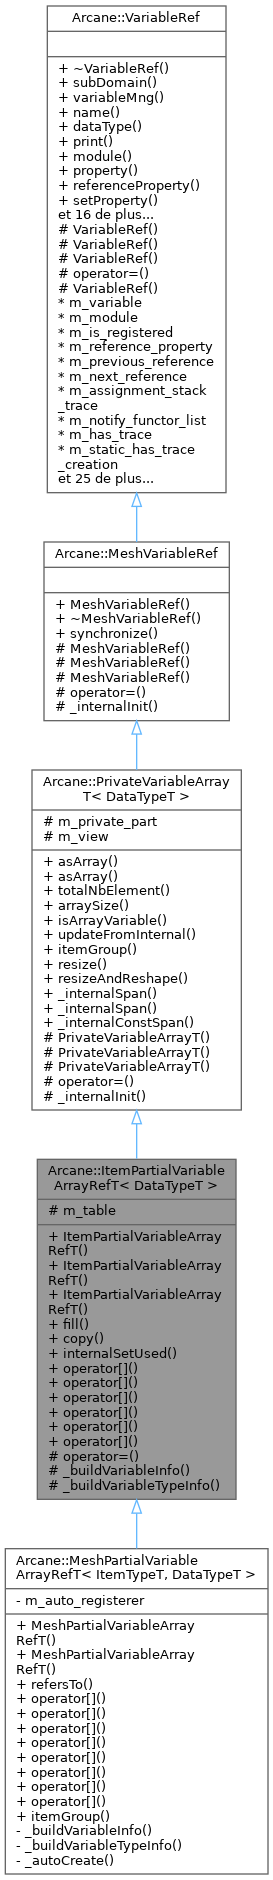 Arcane::VariableRef
+ ~VariableRef()
+ subDomain()
+ variableMng()
+ name()
+ dataType()
+ print()
+ module()
+ property()
+ referenceProperty()
+ setProperty()
et 16 de plus...
# VariableRef()
# VariableRef()
# VariableRef()
# operator=()
# VariableRef()
* m_variable
* m_module
* m_is_registered
* m_reference_property
* m_previous_reference
* m_next_reference
* m_assignment_stack
_trace
* m_notify_functor_list
* m_has_trace
* m_static_has_trace
_creation
et 25 de plus...
Arcane::MeshVariableRef
+ MeshVariableRef()
+ ~MeshVariableRef()
+ synchronize()
# MeshVariableRef()
# MeshVariableRef()
# MeshVariableRef()
# operator=()
# _internalInit()
Arcane::PrivateVariableArray
T< DataTypeT >
# m_private_part
# m_view
+ asArray()
+ asArray()
+ totalNbElement()
+ arraySize()
+ isArrayVariable()
+ updateFromInternal()
+ itemGroup()
+ resize()
+ resizeAndReshape()
+ _internalSpan()
+ _internalSpan()
+ _internalConstSpan()
# PrivateVariableArrayT()
# PrivateVariableArrayT()
# PrivateVariableArrayT()
# operator=()
# _internalInit()
Arcane::ItemPartialVariable
ArrayRefT< DataTypeT >
# m_table
+ ItemPartialVariableArray
RefT()
+ ItemPartialVariableArray
RefT()
+ ItemPartialVariableArray
RefT()
+ fill()
+ copy()
+ internalSetUsed()
+ operator[]()
+ operator[]()
+ operator[]()
+ operator[]()
+ operator[]()
+ operator[]()
# operator=()
# _buildVariableInfo()
# _buildVariableTypeInfo()
Arcane::MeshPartialVariable
ArrayRefT< ItemTypeT, DataTypeT >
- m_auto_registerer
+ MeshPartialVariableArray
RefT()
+ MeshPartialVariableArray
RefT()
+ refersTo()
+ operator[]()
+ operator[]()
+ operator[]()
+ operator[]()
+ operator[]()
+ operator[]()
+ operator[]()
+ operator[]()
+ itemGroup()
- _buildVariableInfo()
- _buildVariableTypeInfo()
- _autoCreate()